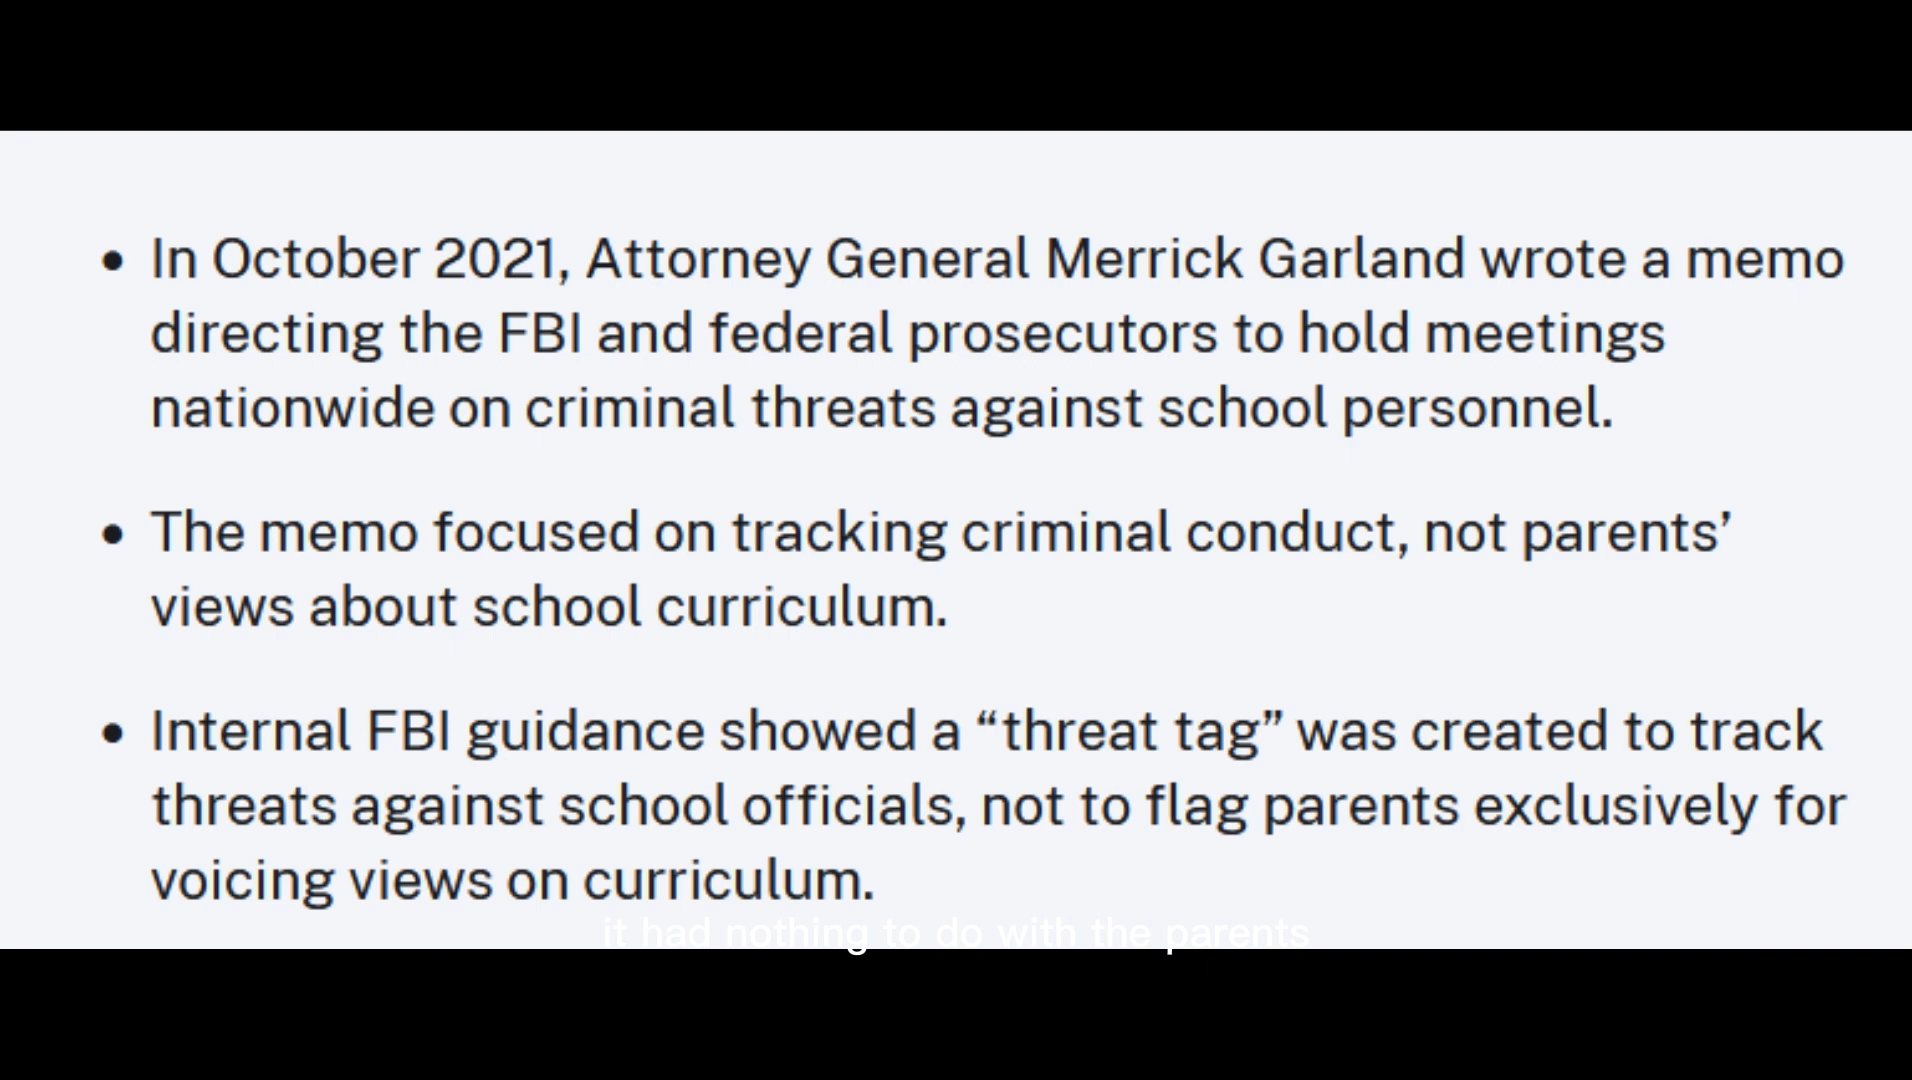 • In October 2021, Attorney General Merrick Garland wrote a memo
directing the FBI and federal prosecutors to hold meetings
nationwide on criminal threats against school personnel.
• The memo focused on tracking criminal conduct, not parents’
views about school curriculum.
• Internal FBI guidance showed a “threat tag” was created to track
threats against school officials, not to flag parents exclusively for
voicing views on curriculum.
it had nothing to do with the parents